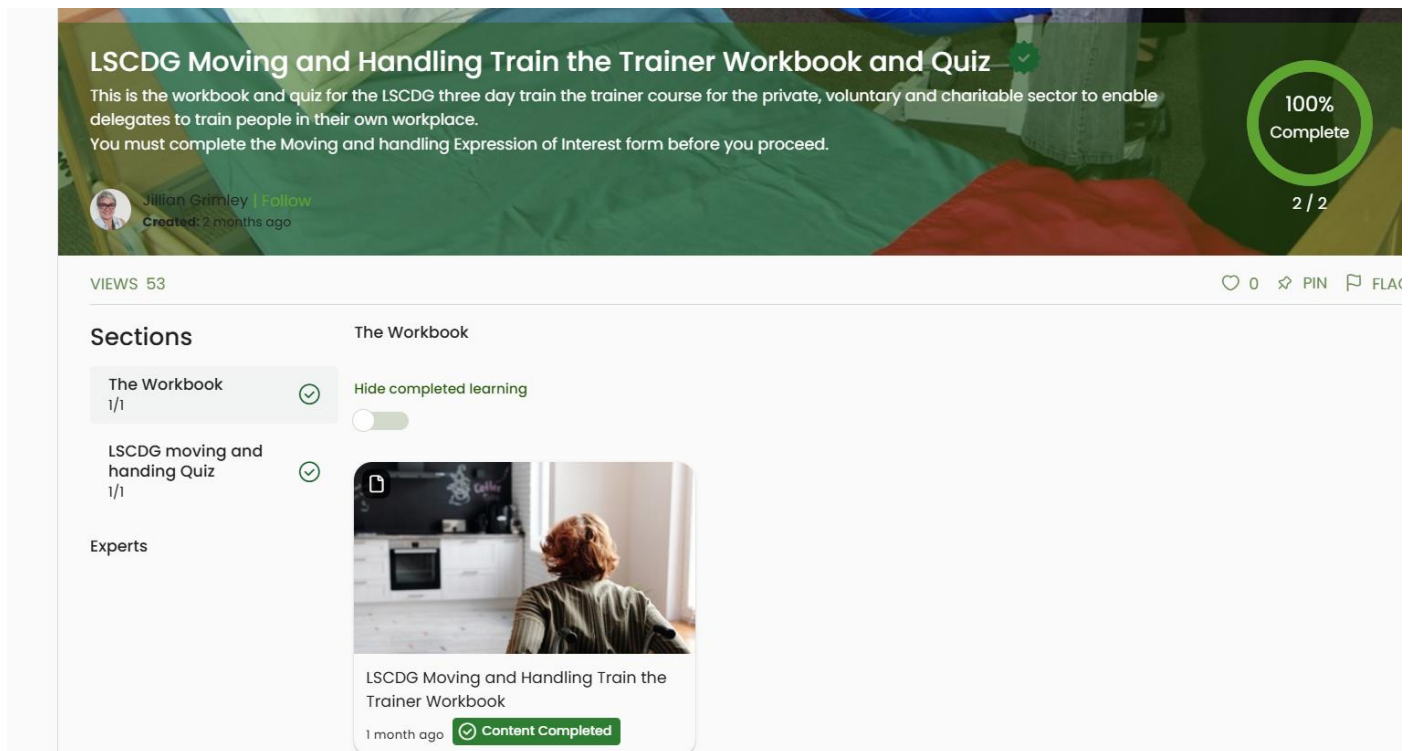 LSCDG Moving and Handling Train the Trainer Workbook and Quiz
This is the workbook and quiz for the LSCDG three day train the trainer course for the private, voluntary and charitable sector to enable
delegates to train people in their own workplace.
You must complete the Moving and handling Expression of Interest form before you proceed.
100%
Complete
2 / 2
Jillian Grimley | Follow
Created: 2 months ago
VIEWS 53
0 PIN FLAG
Sections
The Workbook
1/1
LSCDG moving and
handing Quiz
1/1
Experts
The Workbook
Hide completed learning
Coffee
LSCDG Moving and Handling Train the
Trainer Workbook
1 month ago Content Completed